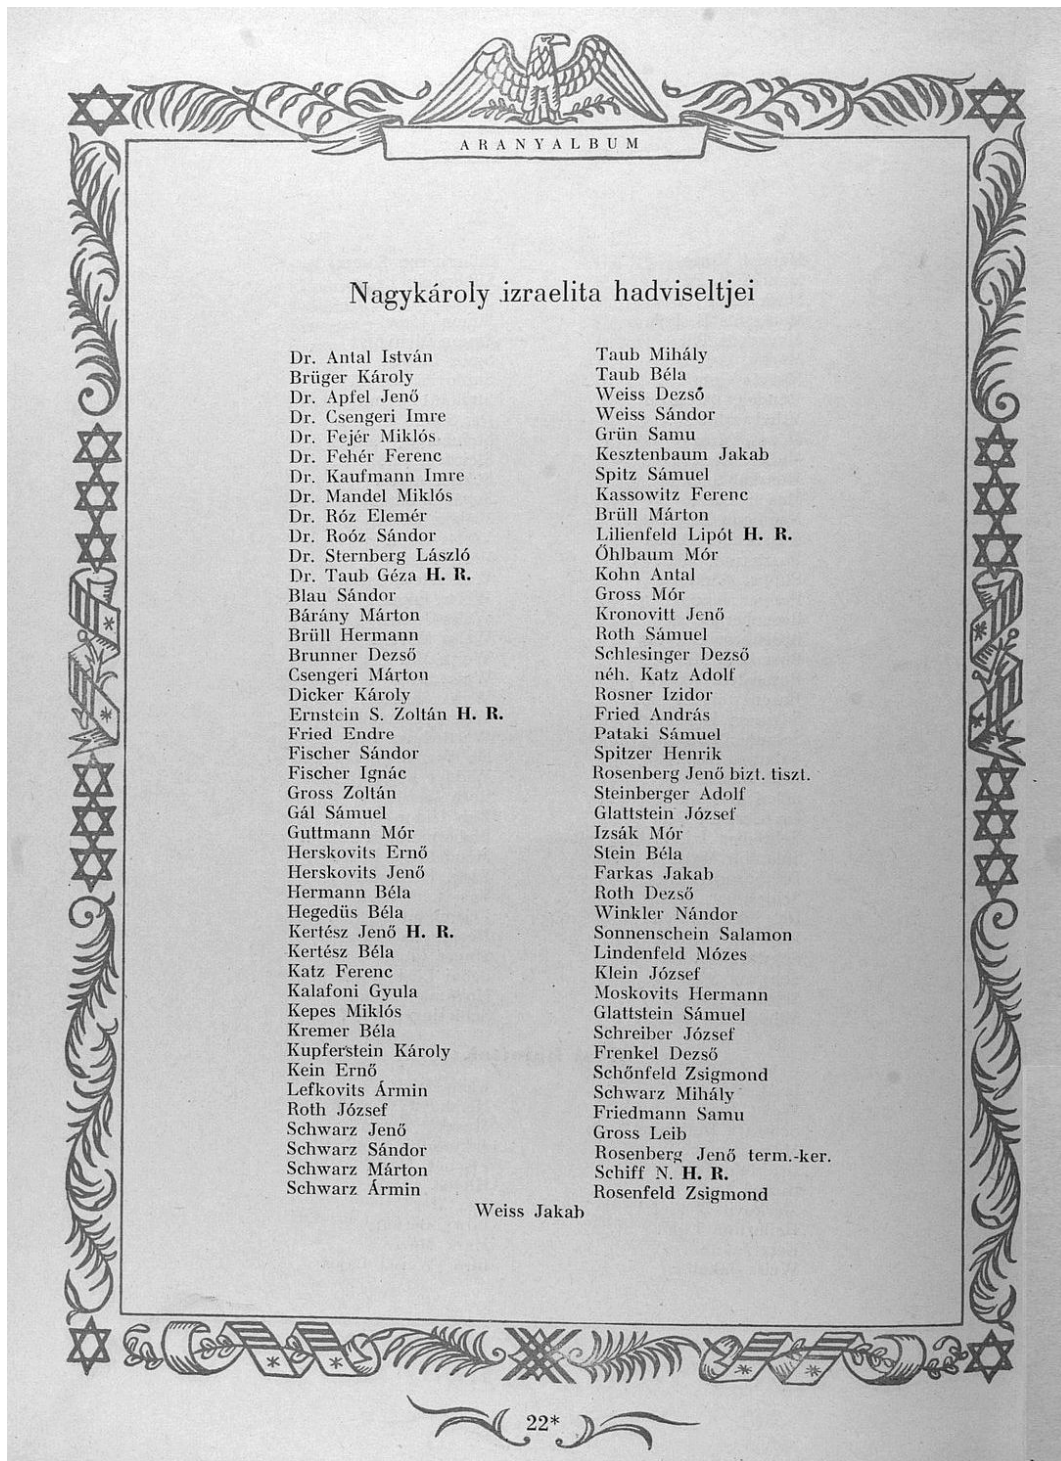 ARANYALBUM
Nagykároly izraelita hadviseltjei
Dr. Antal István
Brüger Károly
Dr. Apfel Jenő
Dr. Csengeri Imre
Dr. Fejér Miklós
Dr. Fehér Ferenc
Dr. Kaufmann Imre
Dr. Mandel Miklós
Dr. Róz Elemér
Dr. Roóz Sándor
Dr. Sternberg László
Dr. Taub Géza H. R.
Blau Sándor
Bárány Márton
Brüll Hermann
Brunner Dezső
Csengeri Márton
Dicker Károly
Ernstein S. Zoltán H. R.
Fried Endre
Fischer Sándor
Fischer Ignác
Gross Zoltán
Gál Sámuel
Guttmann Mór
Herskovits Ernő
Herskovits Jenő
Hermann Béla
Hegedüs Béla
Kertész Jenő H. R.
Kertész Béla
Katz Ferenc
Kalafoni Gyula
Kepes Miklós
Kremer Béla
Kupferstein Károly
Kein Ernő
Lefkovits Ármin
Roth József
Schwarz Jenő
Schwarz Sándor
Schwarz Márton
Schwarz Ármin
Taub Mihály
Taub Béla
Weiss Dezső
Weiss Sándor
Grün Samu
Kesztenbaum Jakab
Spitz Sámuel
Kassowitz Ferenc
Brüll Márton
Lilienfeld Lipót H. R.
Őhlbaum Mór
Kohn Antal
Gross Mór
Kronovitt Jenő
Roth Sámuel
Schlesinger Dezső
néh. Katz Adolf
Rosner Izidor
Fried András
Pataki Sámuel
Spitzer Henrik
Rosenberg Jenő bizt. tiszt.
Steinberger Adolf
Glattstein József
Izsák Mór
Stein Béla
Farkas Jakab
Roth Dezső
Winkler Nándor
Sonnenschein Salamon
Lindenfeld Mózes
Klein József
Moskovits Hermann
Glattstein Sámuel
Schreiber József
Frenkel Dezső
Schőnfeld Zsigmond
Schwarz Mihály
Friedmann Samu
Gross Leib
Rosenberg Jenő term.-ker.
Schiff N. H. R.
Rosenfeld Zsigmond
Weiss Jakab
22*